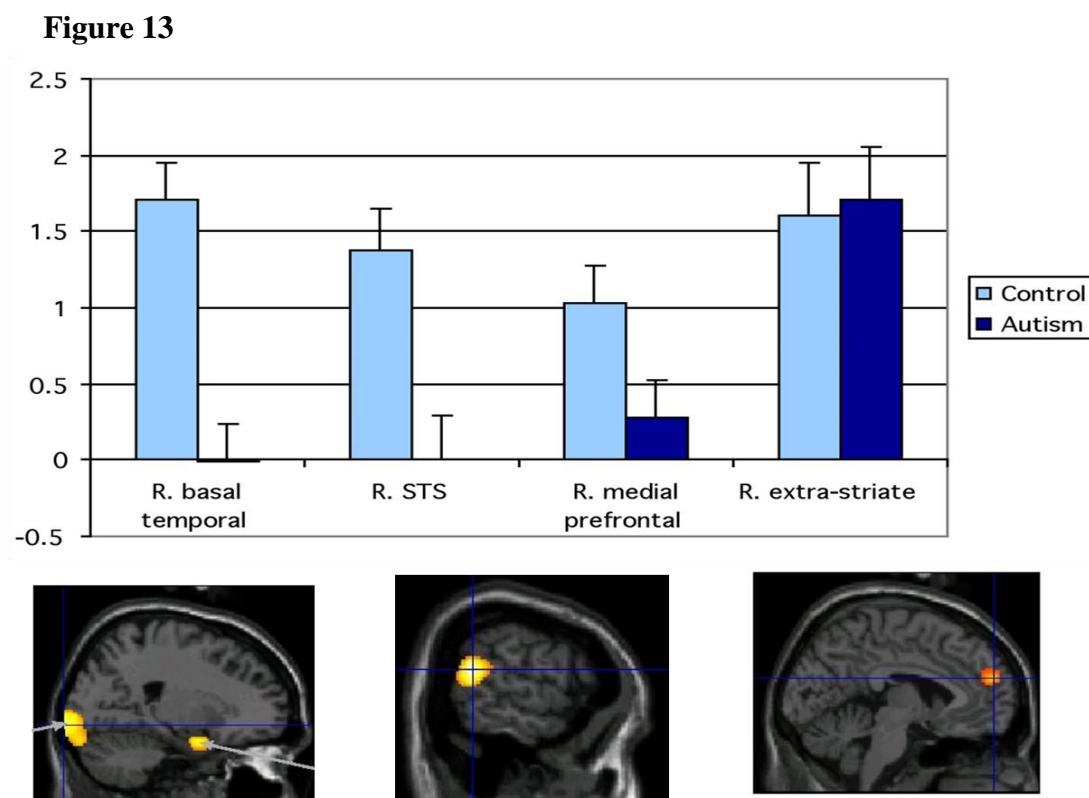 Figure 13
2.5
2
1.5
1
0.5
0
-0.5
R. basal
temporal
R. STS
R. medial
prefrontal
R. extra-striate
Control
Autism